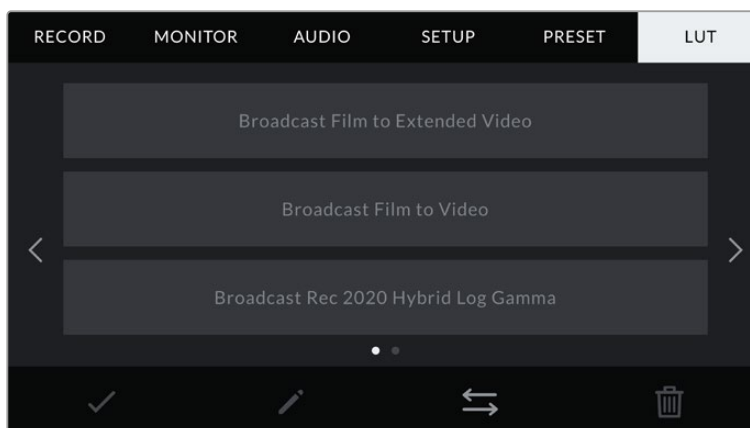 RECORD MONITOR AUDIO SETUP PRESET LUT
Broadcast Film to Extended Video
Broadcast Film to Video
Broadcast Rec 2020 Hybrid Log Gamma